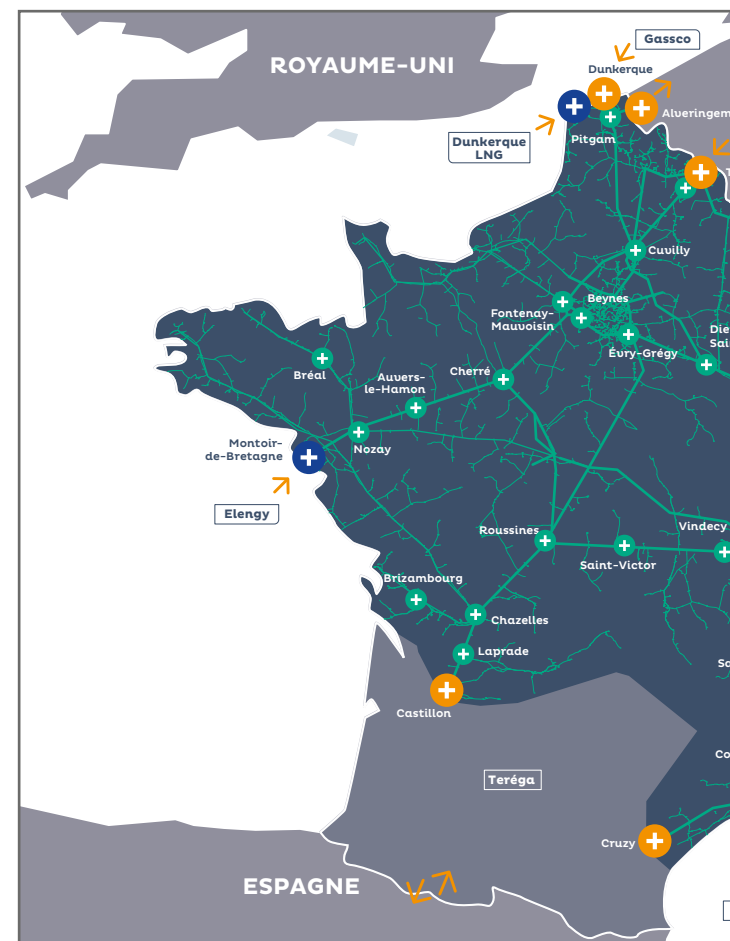 Gassco
ROYAUME-UNI
Dunkerque
Alveringem
Dunkerque
LNG
Pitgam
Cuvilly
Beynes
Fontenay-
Mauvoisin
Évry-Grégy
Auvers-
le-Hamon
Cherré
Bréal
Montoir-
de-Bretagne
Nozay
Elengy
Vindecy
Roussines
Saint-Victor
Brizambourg
Chazelles
Laprade
Castillon
Teréga
Cruzy
ESPAGNE